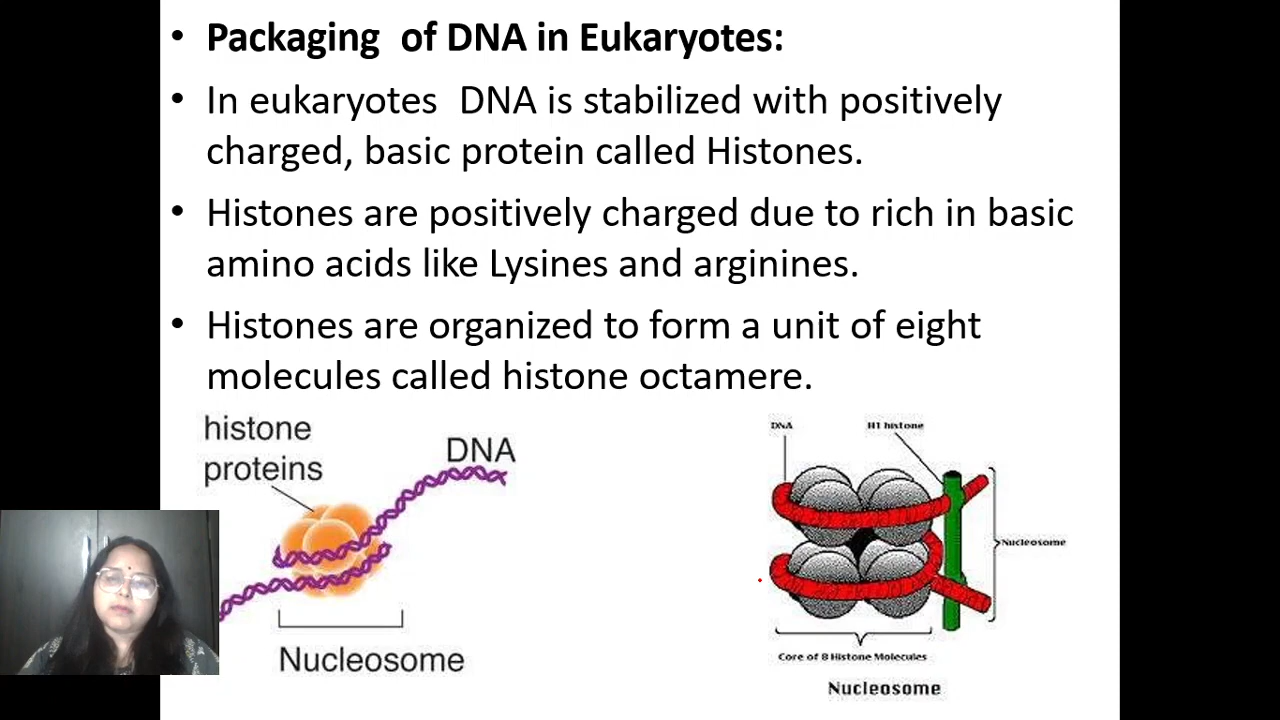 • Packaging  of DNA in Eukaryotes:
• In eukaryotes  DNA is stabilized with positively
charged, basic protein called Histones.
• Histones are positively charged due to rich in basic
amino acids like Lysines and arginines.
• Histones are organized to form a unit of eight
molecules called histone octamere.
histone
proteins
DNA
Nucleosome
DNA
H1 histone
Nucleosome
Core of 8 Histone Molecules
Nucleosome